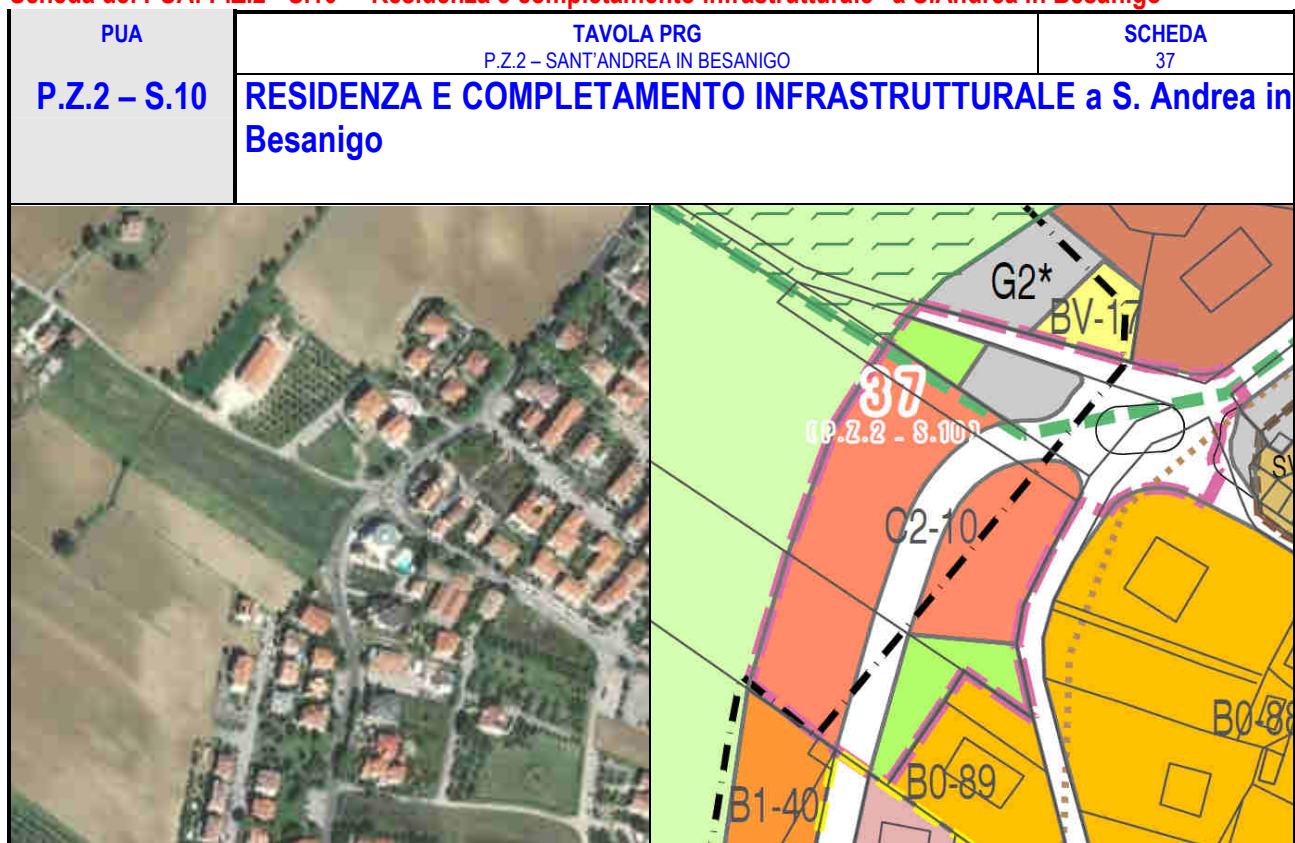 PUA
TAVOLA PRG
SCHEDA
P.Z.2 – SANT'ANDREA IN BESANIGO
37
P.Z.2 – S.10
RESIDENZA E COMPLETAMENTO INFRASTRUTTURALE a S. Andrea in
Besanigo
G2*
BV-17
37
[P.Z.2 - S.10]
C2-10
B0-88
B0-89
B1-40